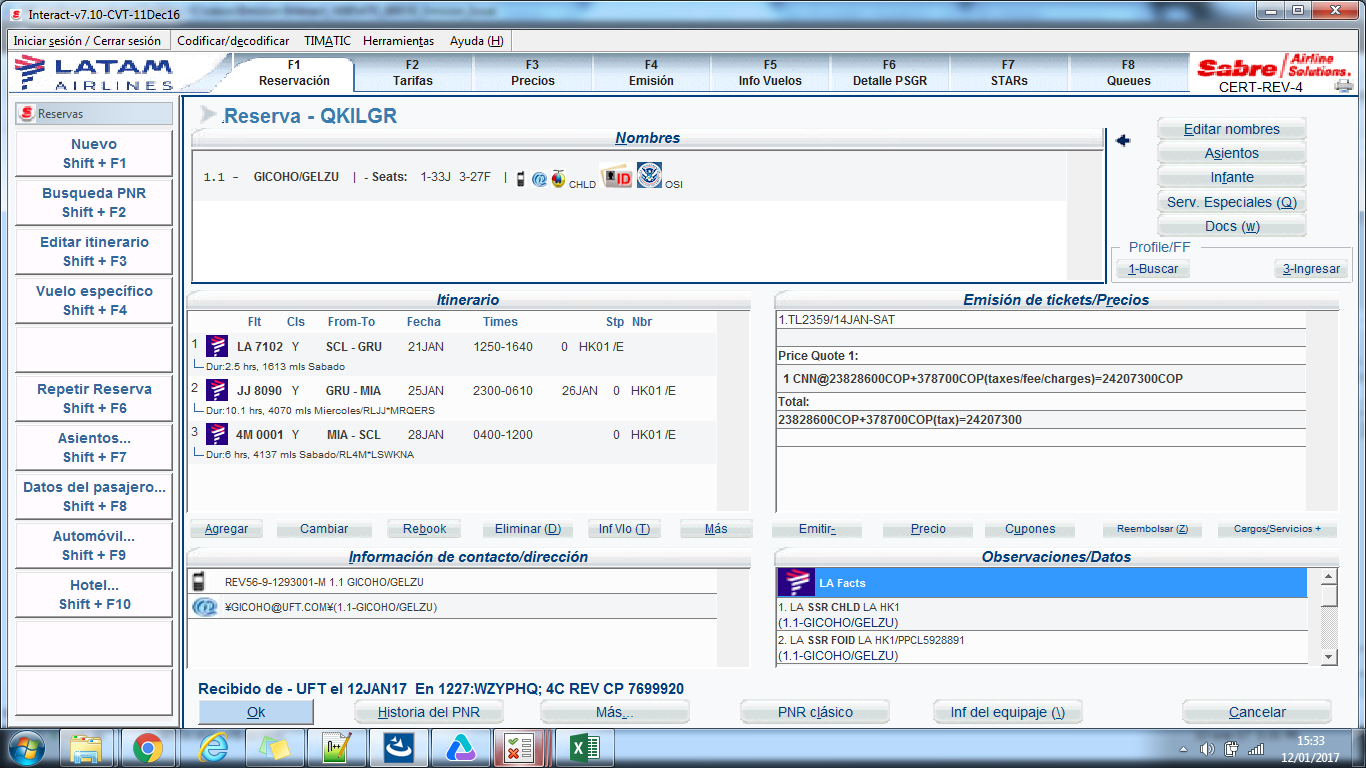 Interact-v7.10-CVT-11Dec16
Iniciar sesión / Cerrar sesión Codificar/decodificar TIMATIC Herramientas Ayuda (H)
LATAM AIRLINES
F1 Reservación
F2 Tarifas
F3 Precios
F4 Emisión
F5 Info Vuelos
F6 Detalle PSGR
F7 STARs
F8 Queues
Sabre Airline Solutions.
CERT-REV-4
Reservas
Nuevo
Shift + F1
Busqueda PNR
Shift + F2
Editar itinerario
Shift + F3
Vuelo específico
Shift + F4
Repetir Reserva
Shift + F6
Asientos...
Shift + F7
Datos del pasajero...
Shift + F8
Automóvil...
Shift + F9
Hotel...
Shift + F10
Reserva - QKILGR
Nombres
1.1 - GICOHO/GELZU | - Seats: 1-33J 3-27F | CHLD ID OSI
Editar nombres
Asientos
Infante
Serv. Especiales (Q)
Docs (w)
Profile/FF
1-Buscar 3-Ingresar
Itinerario
Flt Cls From-To Fecha Times Stp Nbr
1 LA 7102 Y SCL - GRU 21JAN 1250-1640 0 HK01 /E
Dur:2.5 hrs, 1613 mls Sabado
2 JJ 8090 Y GRU - MIA 25JAN 2300-0610 26JAN 0 HK01 /E
Dur:10.1 hrs, 4070 mls Miercoles/RLJJ*MRQERS
3 4M 0001 Y MIA - SCL 28JAN 0400-1200 0 HK01 /E
Dur:6 hrs, 4137 mls Sabado/RL4M*LSWKNA
Agregar Cambiar Rebook Eliminar (D) Inf Vlo (T) Más
Emisión de tickets/Precios
1.TL2359/14JAN-SAT
Price Quote 1:
1 CNN@23828600COP+378700COP(taxes/fee/charges)=24207300COP
Total:
23828600COP+378700COP(tax)=24207300
Emitir- Precio Cupones Reembolsar (Z) Cargos/Servicios +
Información de contacto/dirección
REV56-9-1293001-M 1.1 GICOHO/GELZU
¥GICOHO@UFT.COM¥(1.1-GICOHO/GELZU)
Observaciones/Datos
LA Facts
1. LA SSR CHLD LA HK1
(1.1-GICOHO/GELZU)
2. LA SSR FOID LA HK1/PPCL5928891
(1.1-GICOHO/GELZU)
Recibido de - UFT el 12JAN17 En 1227:WZYPHQ; 4C REV CP 7699920
Ok Historia del PNR Más... PNR clásico Inf del equipaje (\) Cancelar
15:33
12/01/2017